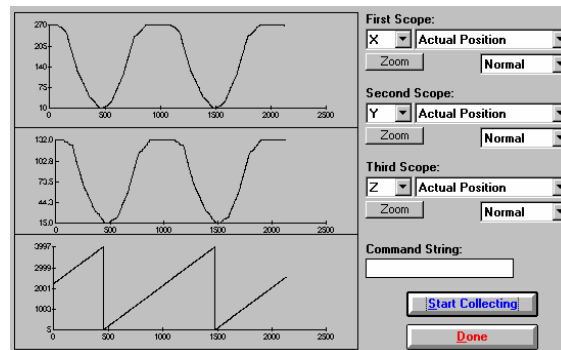 270
205
140
75
10
0
500
1000
1500
2000
2500
132.0
102.8
73.5
44.3
15.0
0
500
1000
1500
2000
2500
3997
2999
2001
1003
5
0
500
1000
1500
2000
2500
First Scope:
X
Actual Position
Zoom
Normal
Second Scope:
Y
Actual Position
Zoom
Normal
Third Scope:
Z
Actual Position
Zoom
Normal
Command String:
Start Collecting
Done